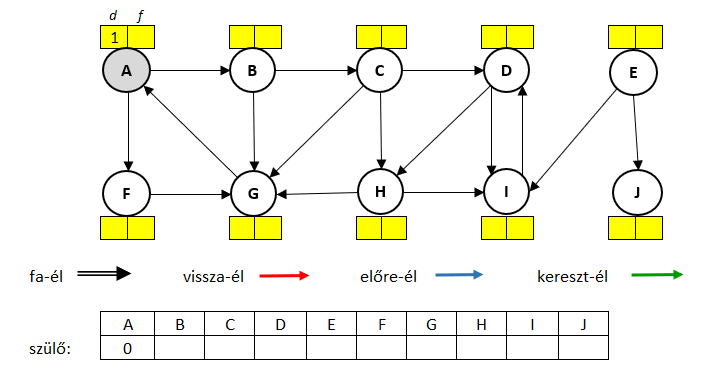 d f
1
A B C D E
F G H I J
fa-él vissza-él előre-él kereszt-él
A B C D E F G H I J
szülő: 0